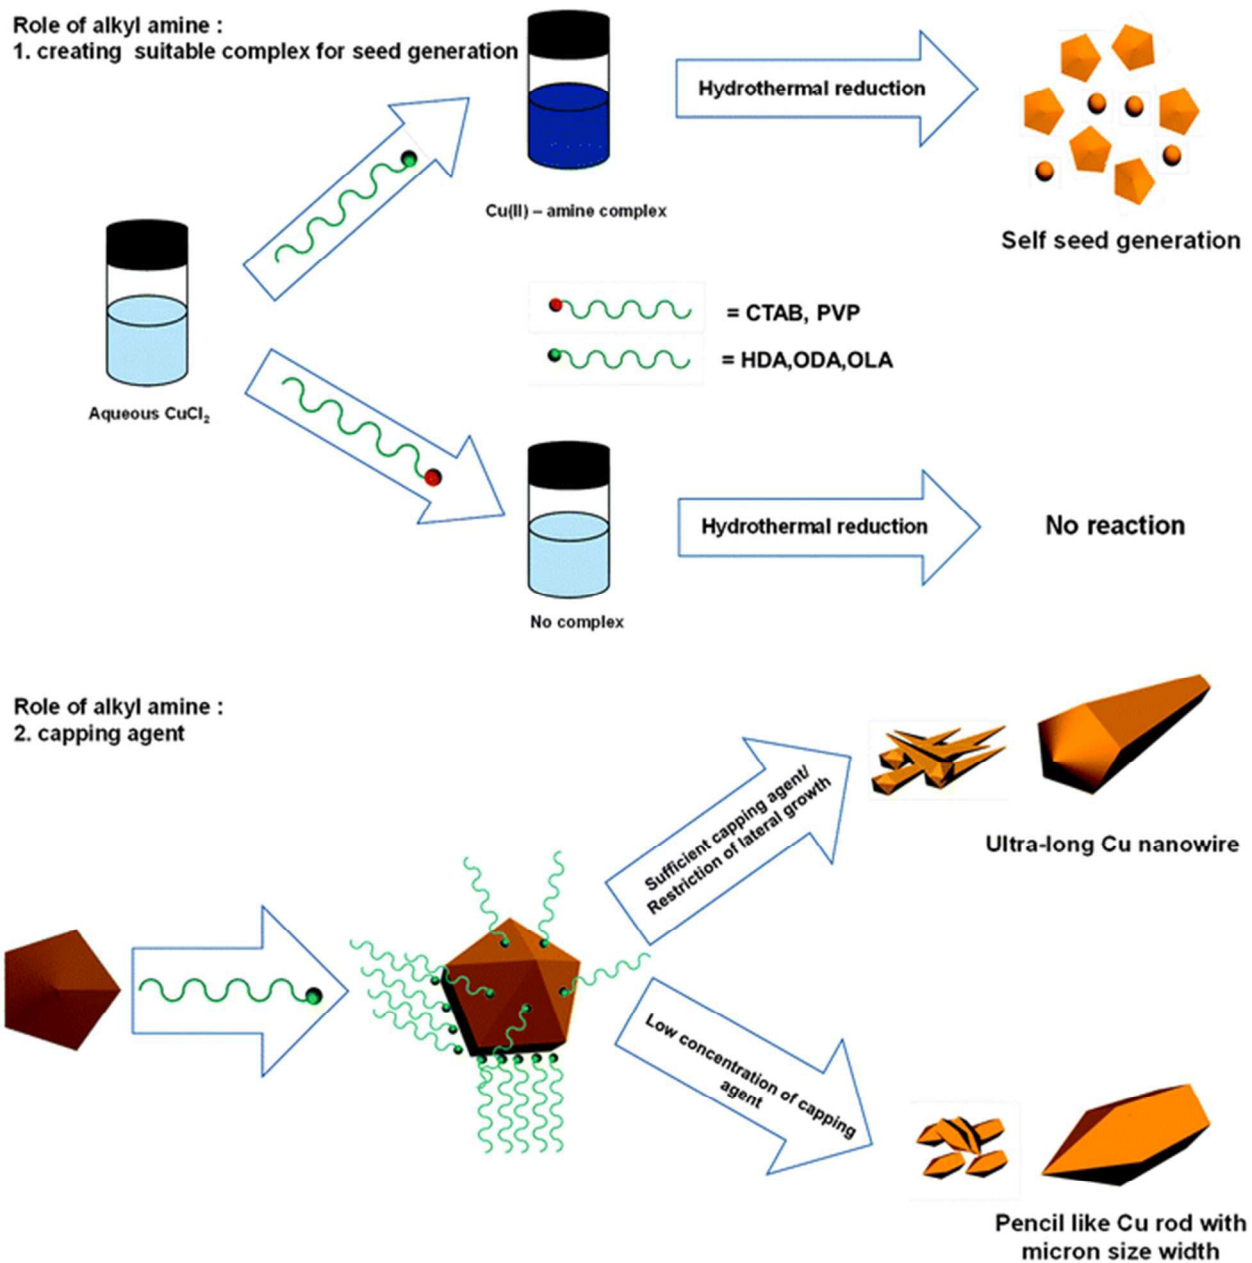 Role of alkyl amine :
1. creating suitable complex for seed generation
Hydrothermal reduction
Cu(II) – amine complex
Self seed generation
= CTAB, PVP
= HDA,ODA,OLA
Aqueous CuCl₂
Hydrothermal reduction
No reaction
No complex
Role of alkyl amine :
2. capping agent
Sufficient capping agent/
Restriction of lateral growth
Ultra-long Cu nanowire
Low concentration of capping
agent
Pencil like Cu rod with
micron size width